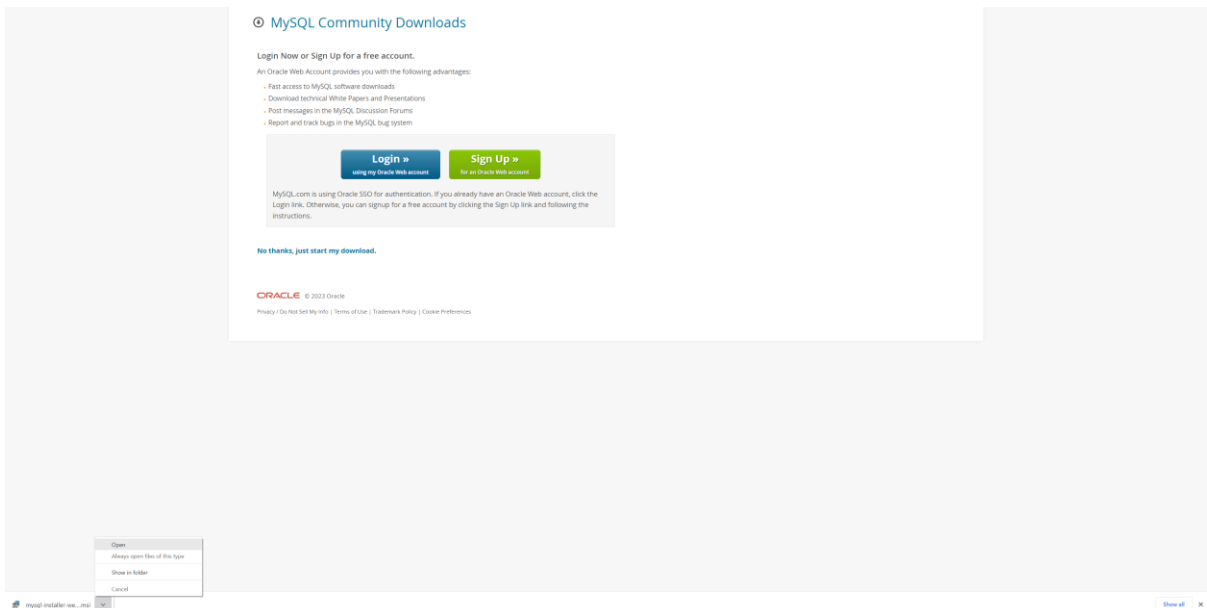 MySQL Community Downloads
Login Now or Sign Up for a free account.
An Oracle Web Account provides you with the following advantages:
Fast access to MySQL software downloads
Download technical White Papers and Presentations
Post messages in the MySQL Discussion Forums
Report and track bugs in the MySQL bug system
Login »
using my Oracle Web account
Sign Up »
for an Oracle Web account
MySQL.com is using Oracle SSO for authentication. If you already have an Oracle Web account, click the
Login link. Otherwise, you can signup for a free account by clicking the Sign Up link and following the
instructions.
No thanks, just start my download.
ORACLE © 2023 Oracle
Privacy / Do Not Sell My Info | Terms of Use | Trademark Policy | Cookie Preferences
Open
Always open files of this type
Show in folder
Cancel
mysql-installer-we....msi
Show all